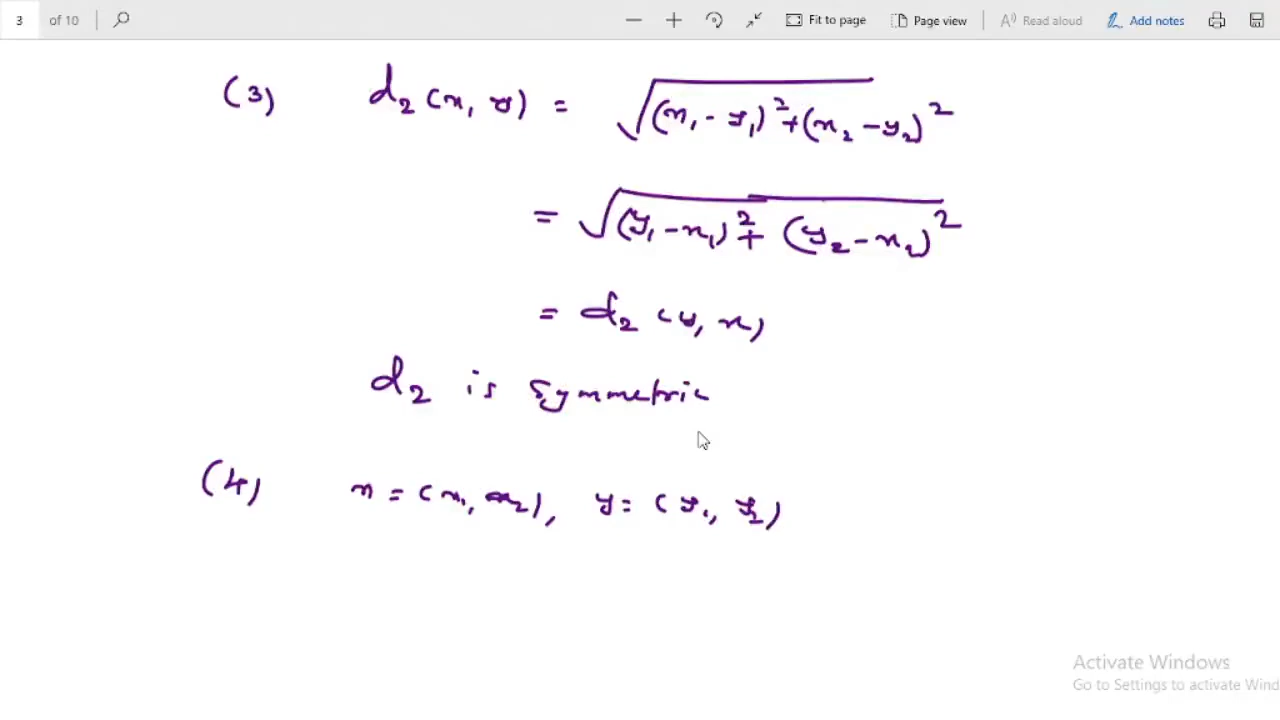 3 of 10 Fit to page Page view Read aloud Add notes
(3) d₂(x, y) = √((x₁ - y₁)² + (x₂ - y₂)²)
= √((y₁ - x₁)² + (y₂ - x₂)²)
= d₂(y, x)
d₂ is symmetric
(4) x = (x₁, x₂), y = (y₁, y₂)
Activate Windows
Go to Settings to activate Wind